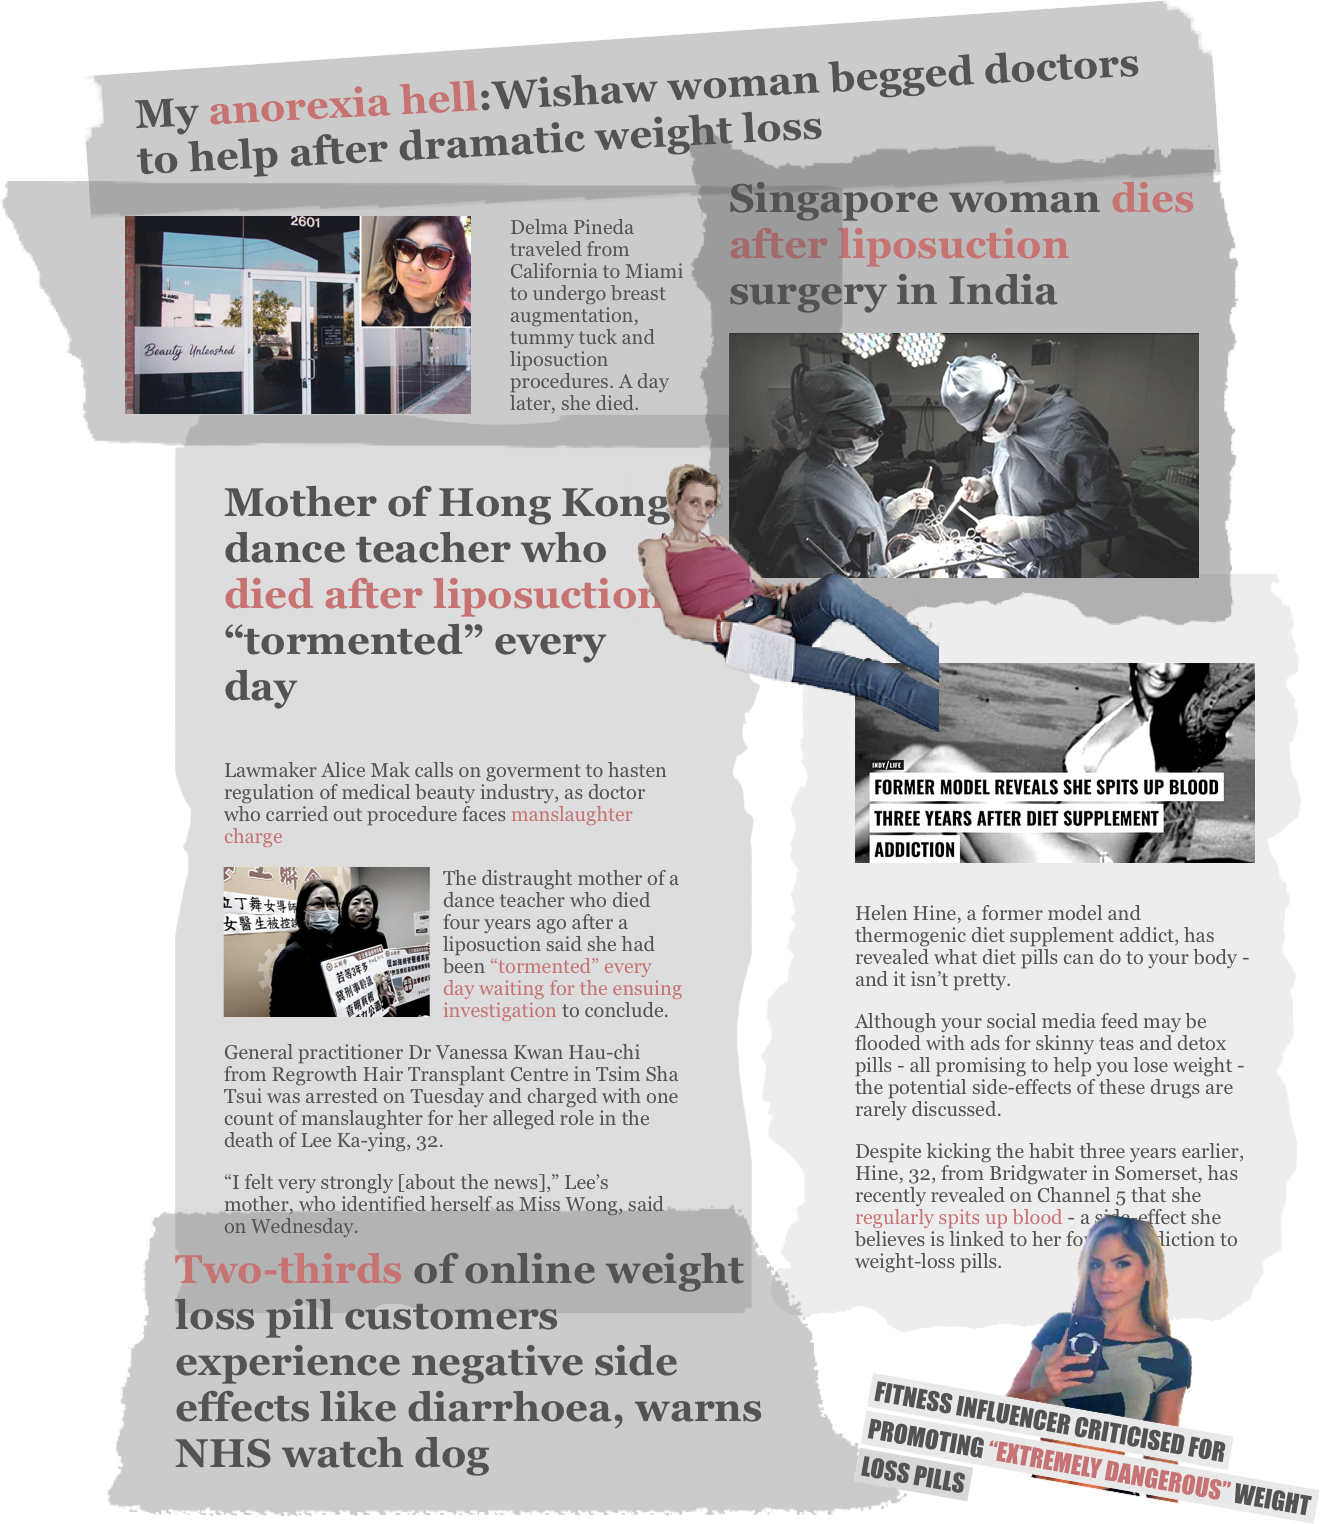 My anorexia hell:Wishaw woman begged doctors
to help after dramatic weight loss
2601
Beauty Unleashed
Delma Pineda
traveled from
California to Miami
to undergo breast
augmentation,
tummy tuck and
liposuction
procedures. A day
later, she died.
Singapore woman dies
after liposuction
surgery in India
Mother of Hong Kong
dance teacher who
died after liposuction
“tormented” every
day
Lawmaker Alice Mak calls on goverment to hasten
regulation of medical beauty industry, as doctor
who carried out procedure faces manslaughter
charge
The distraught mother of a
dance teacher who died
four years ago after a
liposuction said she had
been “tormented” every
day waiting for the ensuing
investigation to conclude.
General practitioner Dr Vanessa Kwan Hau-chi
from Regrowth Hair Transplant Centre in Tsim Sha
Tsui was arrested on Tuesday and charged with one
count of manslaughter for her alleged role in the
death of Lee Ka-ying, 32.
“I felt very strongly [about the news],” Lee’s
mother, who identified herself as Miss Wong, said
on Wednesday.
INDY/LIFE
FORMER MODEL REVEALS SHE SPITS UP BLOOD
THREE YEARS AFTER DIET SUPPLEMENT
ADDICTION
Helen Hine, a former model and
thermogenic diet supplement addict, has
revealed what diet pills can do to your body -
and it isn’t pretty.
Although your social media feed may be
flooded with ads for skinny teas and detox
pills - all promising to help you lose weight -
the potential side-effects of these drugs are
rarely discussed.
Despite kicking the habit three years earlier,
Hine, 32, from Bridgwater in Somerset, has
recently revealed on Channel 5 that she
regularly spits up blood - a side-effect she
believes is linked to her diction to
weight-loss pills.
Two-thirds of online weight
loss pill customers
experience negative side
effects like diarrhoea, warns
NHS watch dog
FITNESS INFLUENCER CRITICISED FOR
PROMOTING “EXTREMELY DANGEROUS” WEIGHT
LOSS PILLS